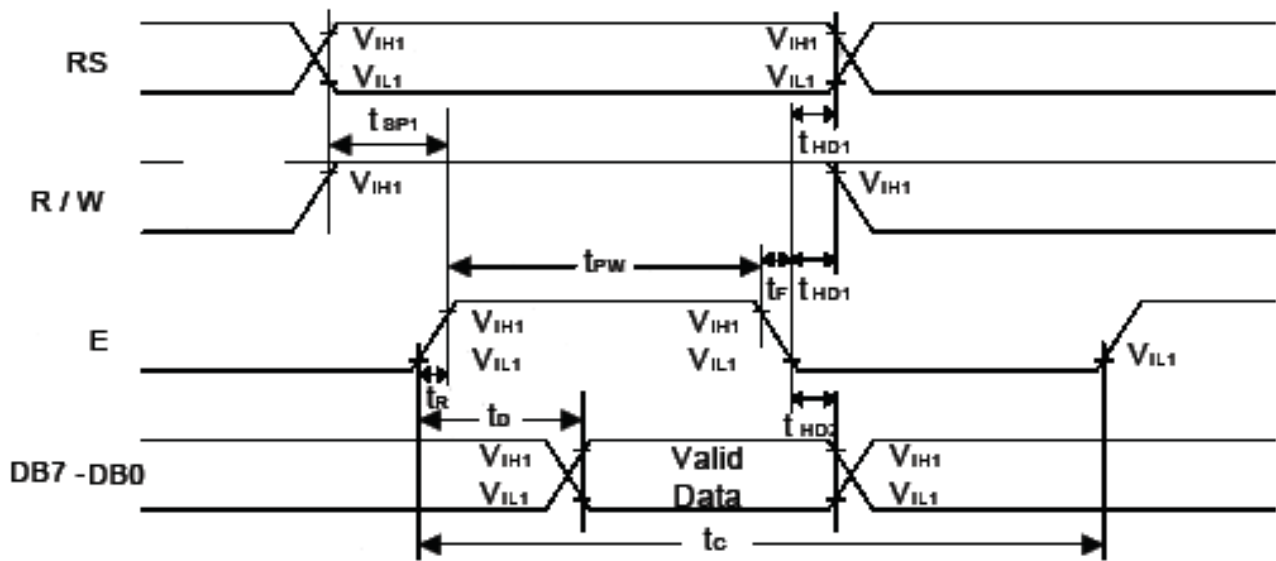 RS
VIH1 VIH1
VIL1 VIL1
tSP1 tHD1
R / W
VIH1 VIH1
tPW
tF tHD1
E
VIH1 VIH1
VIL1 VIL1 VIL1
tR
tD tHD2
DB7 -DB0
VIH1 Valid VIH1
VIL1 Data VIL1
tC